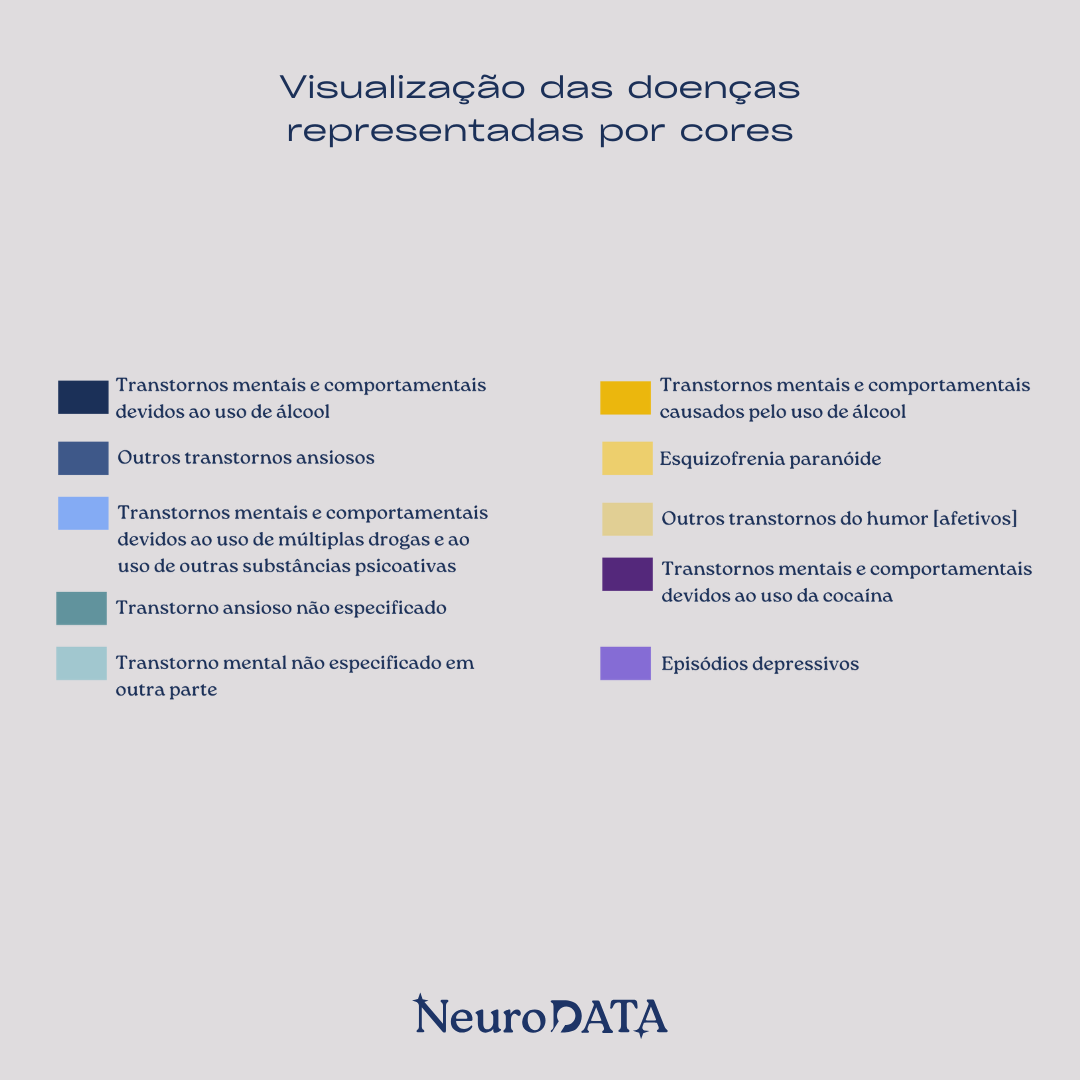 Visualização das doenças
representadas por cores
Transtornos mentais e comportamentais
devidos ao uso de álcool
Outros transtornos ansiosos
Transtornos mentais e comportamentais
devidos ao uso de múltiplas drogas e ao
uso de outras substâncias psicoativas
Transtorno ansioso não especificado
Transtorno mental não especificado em
outra parte
Transtornos mentais e comportamentais
causados pelo uso de álcool
Esquizofrenia paranóide
Outros transtornos do humor [afetivos]
Transtornos mentais e comportamentais
devidos ao uso da cocaína
Episódios depressivos
NeuroDATA